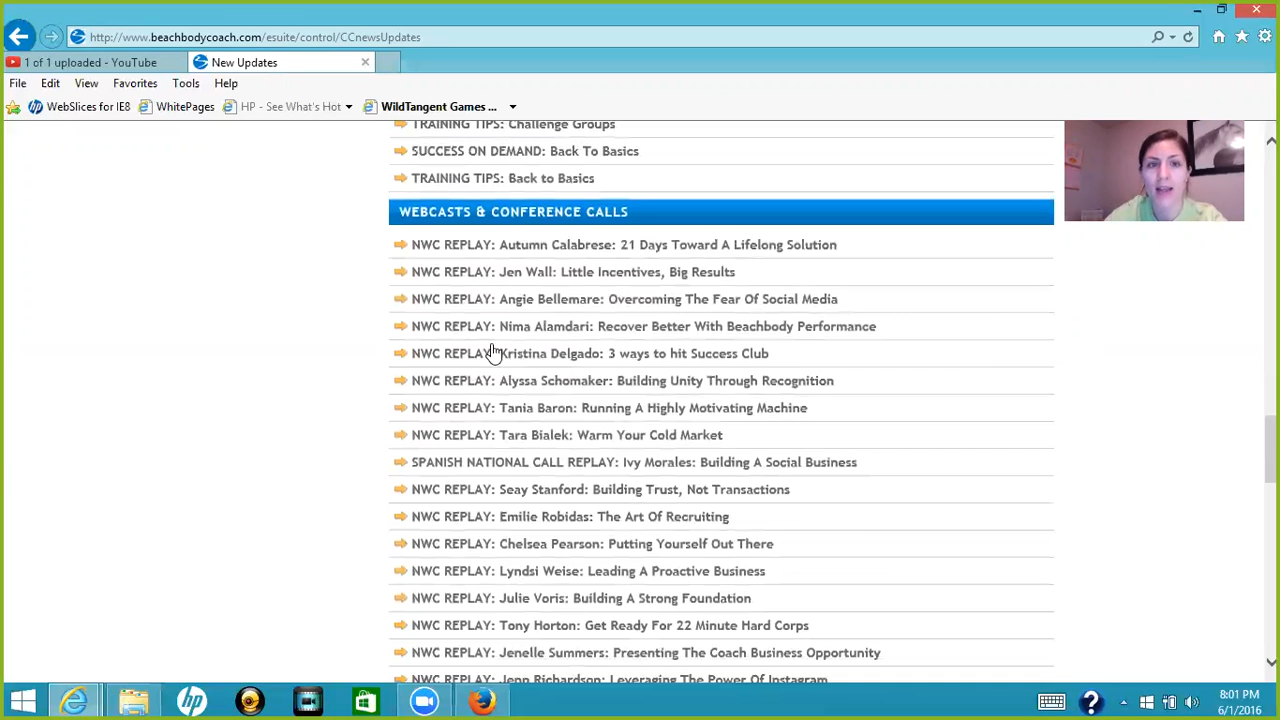 http://www.beachbodycoach.com/esuite/control/CCnewsUpdates
1 of 1 uploaded - YouTube
New Updates
File Edit View Favorites Tools Help
WebSlices for IE8 WhitePages HP - See What's Hot WildTangent Games ...
TRAINING TIPS: Challenge Groups
SUCCESS ON DEMAND: Back To Basics
TRAINING TIPS: Back to Basics
WEBCASTS & CONFERENCE CALLS
NWC REPLAY: Autumn Calabrese: 21 Days Toward A Lifelong Solution
NWC REPLAY: Jen Wall: Little Incentives, Big Results
NWC REPLAY: Angie Bellemare: Overcoming The Fear Of Social Media
NWC REPLAY: Nima Alamdari: Recover Better With Beachbody Performance
NWC REPLAY: Kristina Delgado: 3 ways to hit Success Club
NWC REPLAY: Alyssa Schomaker: Building Unity Through Recognition
NWC REPLAY: Tania Baron: Running A Highly Motivating Machine
NWC REPLAY: Tara Bialek: Warm Your Cold Market
SPANISH NATIONAL CALL REPLAY: Ivy Morales: Building A Social Business
NWC REPLAY: Seay Stanford: Building Trust, Not Transactions
NWC REPLAY: Emilie Robidas: The Art Of Recruiting
NWC REPLAY: Chelsea Pearson: Putting Yourself Out There
NWC REPLAY: Lyndsi Weise: Leading A Proactive Business
NWC REPLAY: Julie Voris: Building A Strong Foundation
NWC REPLAY: Tony Horton: Get Ready For 22 Minute Hard Corps
NWC REPLAY: Jenelle Summers: Presenting The Coach Business Opportunity
NWC REPLAY: Jenn Richardson: Leveraging The Power Of Instagram
8:01 PM
6/1/2016